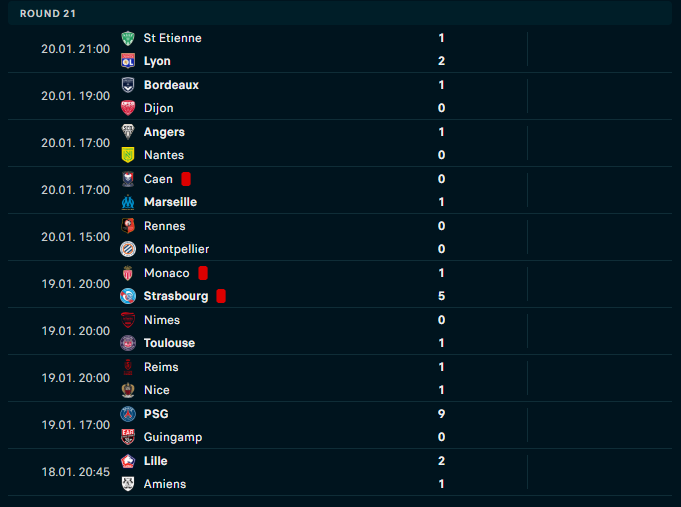 ROUND 21
20.01. 21:00
St Etienne 1
Lyon 2
20.01. 19:00
Bordeaux 1
Dijon 0
20.01. 17:00
Angers 1
Nantes 0
20.01. 17:00
Caen 0
Marseille 1
20.01. 15:00
Rennes 0
Montpellier 0
19.01. 20:00
Monaco 1
Strasbourg 5
19.01. 20:00
Nimes 0
Toulouse 1
19.01. 20:00
Reims 1
Nice 1
19.01. 17:00
PSG 9
Guingamp 0
18.01. 20:45
Lille 2
Amiens 1